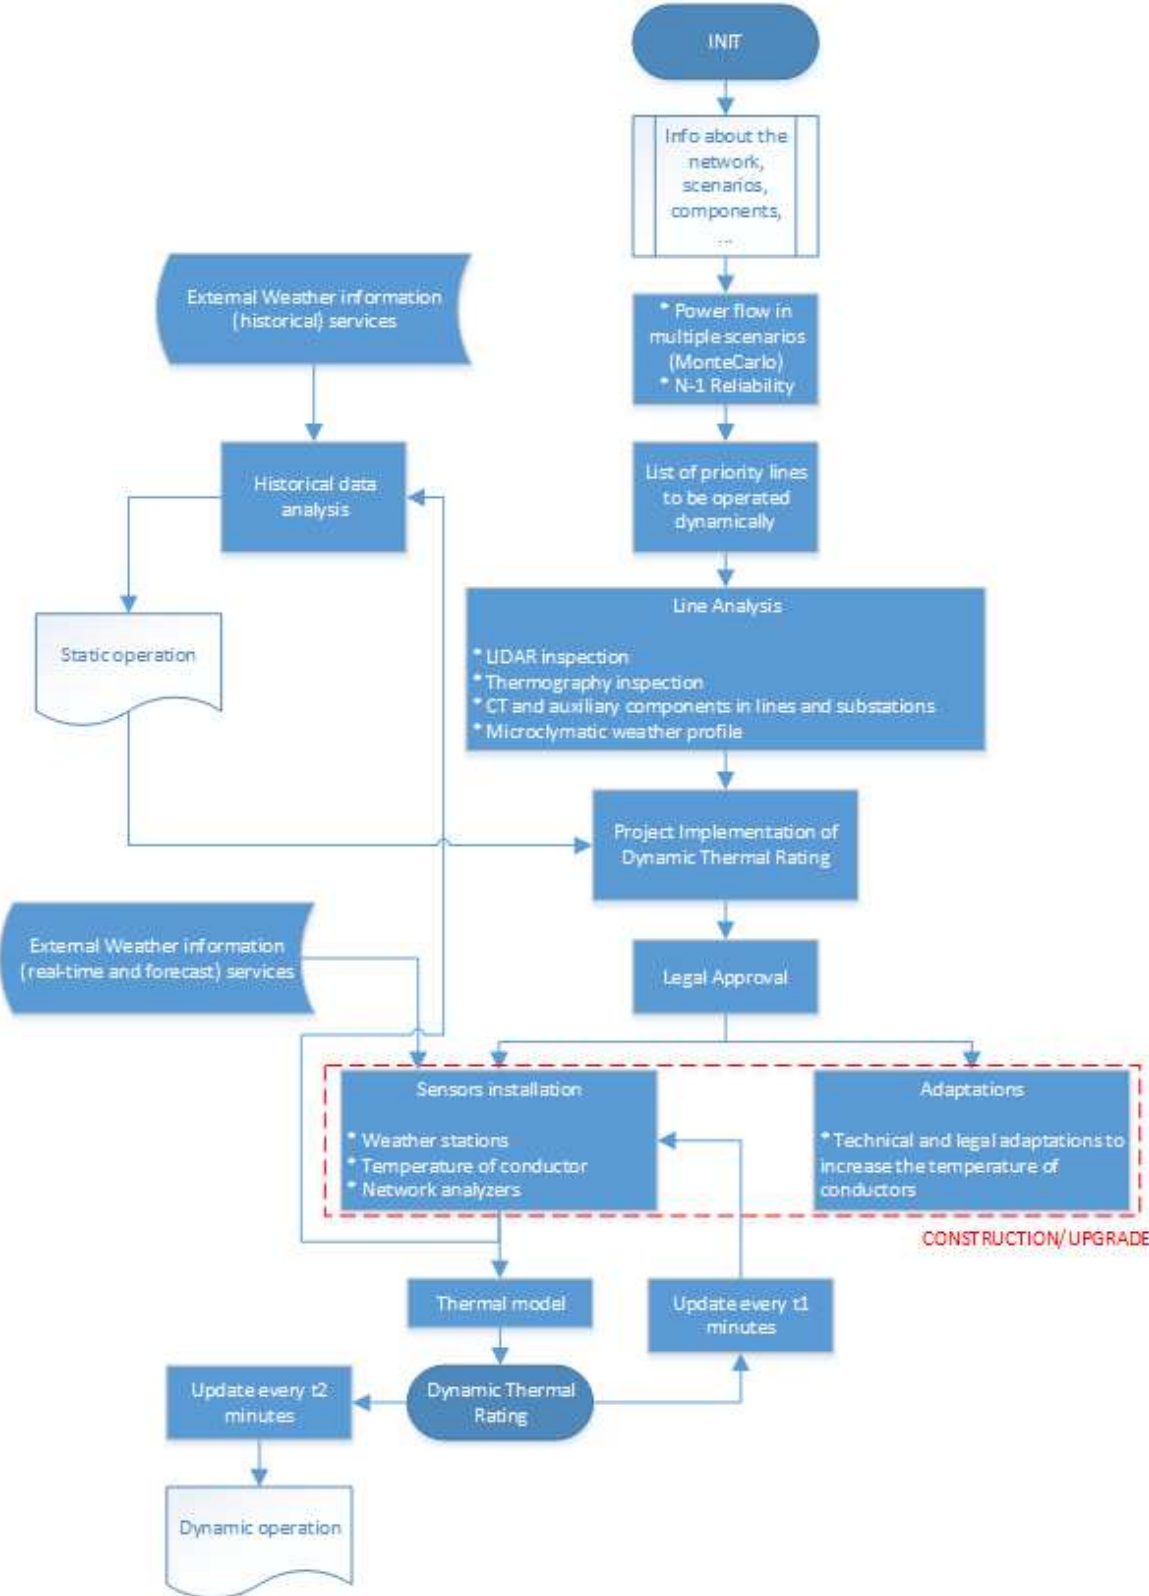 INIT
Info about the
network,
scenarios,
components,
...
External Weather information
(historical) services
* Power flow in
multiple scenarios
(MonteCarlo)
* N-1 Reliability
Historical data
analysis
List of priority lines
to be operated
dynamically
Line Analysis
* LIDAR inspection
* Thermography inspection
* CT and auxiliary components in lines and substations
* Microclymatic weather profile
Static operation
Project Implementation of
Dynamic Thermal Rating
External Weather information
(real-time and forecast) services
Legal Approval
Sensors installation
* Weather stations
* Temperature of conductor
* Network analyzers
Adaptations
* Technical and legal adaptations to
increase the temperature of
conductors
CONSTRUCTION/UPGRADE
Thermal model
Update every t1
minutes
Dynamic Thermal
Rating
Update every t2
minutes
Dynamic operation